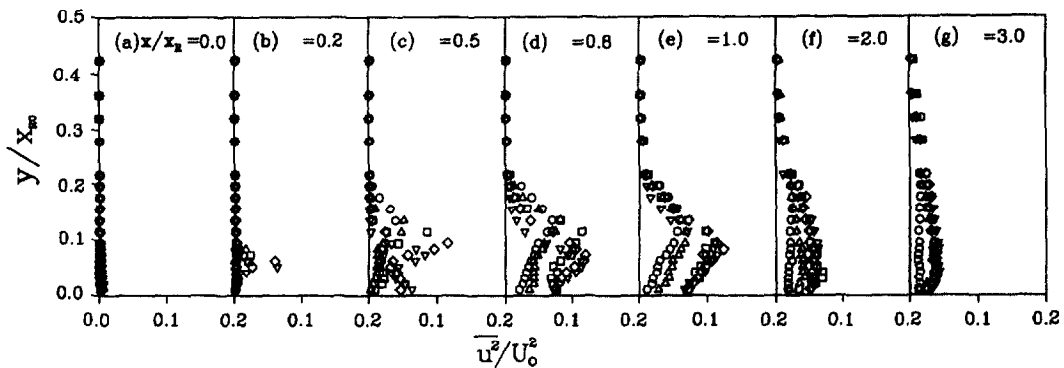 0.5
0.4
0.3
0.2
0.1
0.0
(a)x/x_R=0.0
(b) =0.2
(c) =0.5
(d) =0.8
(e) =1.0
(f) =2.0
(g) =3.0
0.0 0.1 0.2 0.1 0.2 0.1 0.2 0.1 0.2 0.1 0.2 0.1 0.2 0.1 0.2
u²/U₀²